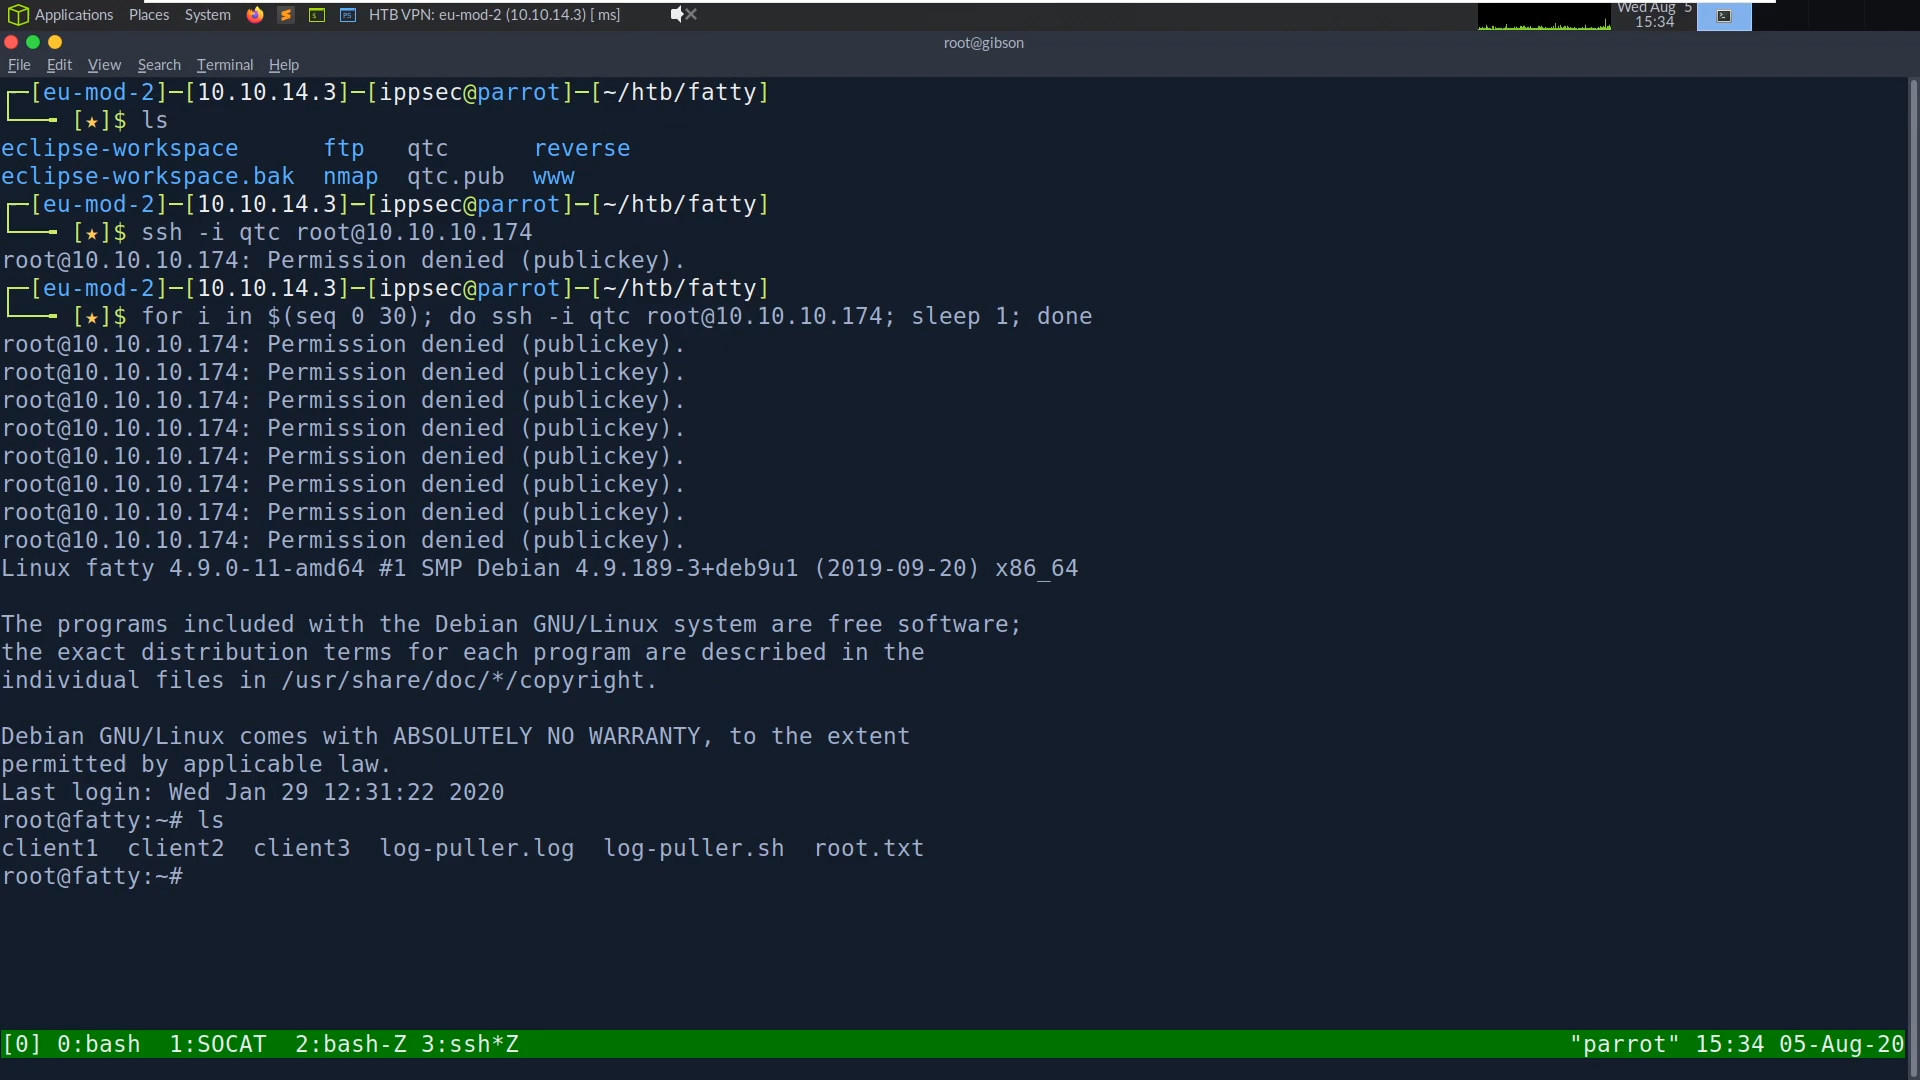 Applications Places System HTB VPN: eu-mod-2 (10.10.14.3) [ ms] Wed Aug 5
15:34
root@gibson
File Edit View Search Terminal Help
┌─[eu-mod-2]─[10.10.14.3]─[ippsec@parrot]─[~/htb/fatty]
└──╼ [★]$ ls
eclipse-workspace ftp qtc reverse
eclipse-workspace.bak nmap qtc.pub www
┌─[eu-mod-2]─[10.10.14.3]─[ippsec@parrot]─[~/htb/fatty]
└──╼ [★]$ ssh -i qtc root@10.10.10.174
root@10.10.10.174: Permission denied (publickey).
┌─[eu-mod-2]─[10.10.14.3]─[ippsec@parrot]─[~/htb/fatty]
└──╼ [★]$ for i in $(seq 0 30); do ssh -i qtc root@10.10.10.174; sleep 1; done
root@10.10.10.174: Permission denied (publickey).
root@10.10.10.174: Permission denied (publickey).
root@10.10.10.174: Permission denied (publickey).
root@10.10.10.174: Permission denied (publickey).
root@10.10.10.174: Permission denied (publickey).
root@10.10.10.174: Permission denied (publickey).
root@10.10.10.174: Permission denied (publickey).
root@10.10.10.174: Permission denied (publickey).
Linux fatty 4.9.0-11-amd64 #1 SMP Debian 4.9.189-3+deb9u1 (2019-09-20) x86_64
The programs included with the Debian GNU/Linux system are free software;
the exact distribution terms for each program are described in the
individual files in /usr/share/doc/*/copyright.
Debian GNU/Linux comes with ABSOLUTELY NO WARRANTY, to the extent
permitted by applicable law.
Last login: Wed Jan 29 12:31:22 2020
root@fatty:~# ls
client1 client2 client3 log-puller.log log-puller.sh root.txt
root@fatty:~#
[0] 0:bash 1:SOCAT 2:bash-Z 3:ssh*Z "parrot" 15:34 05-Aug-20